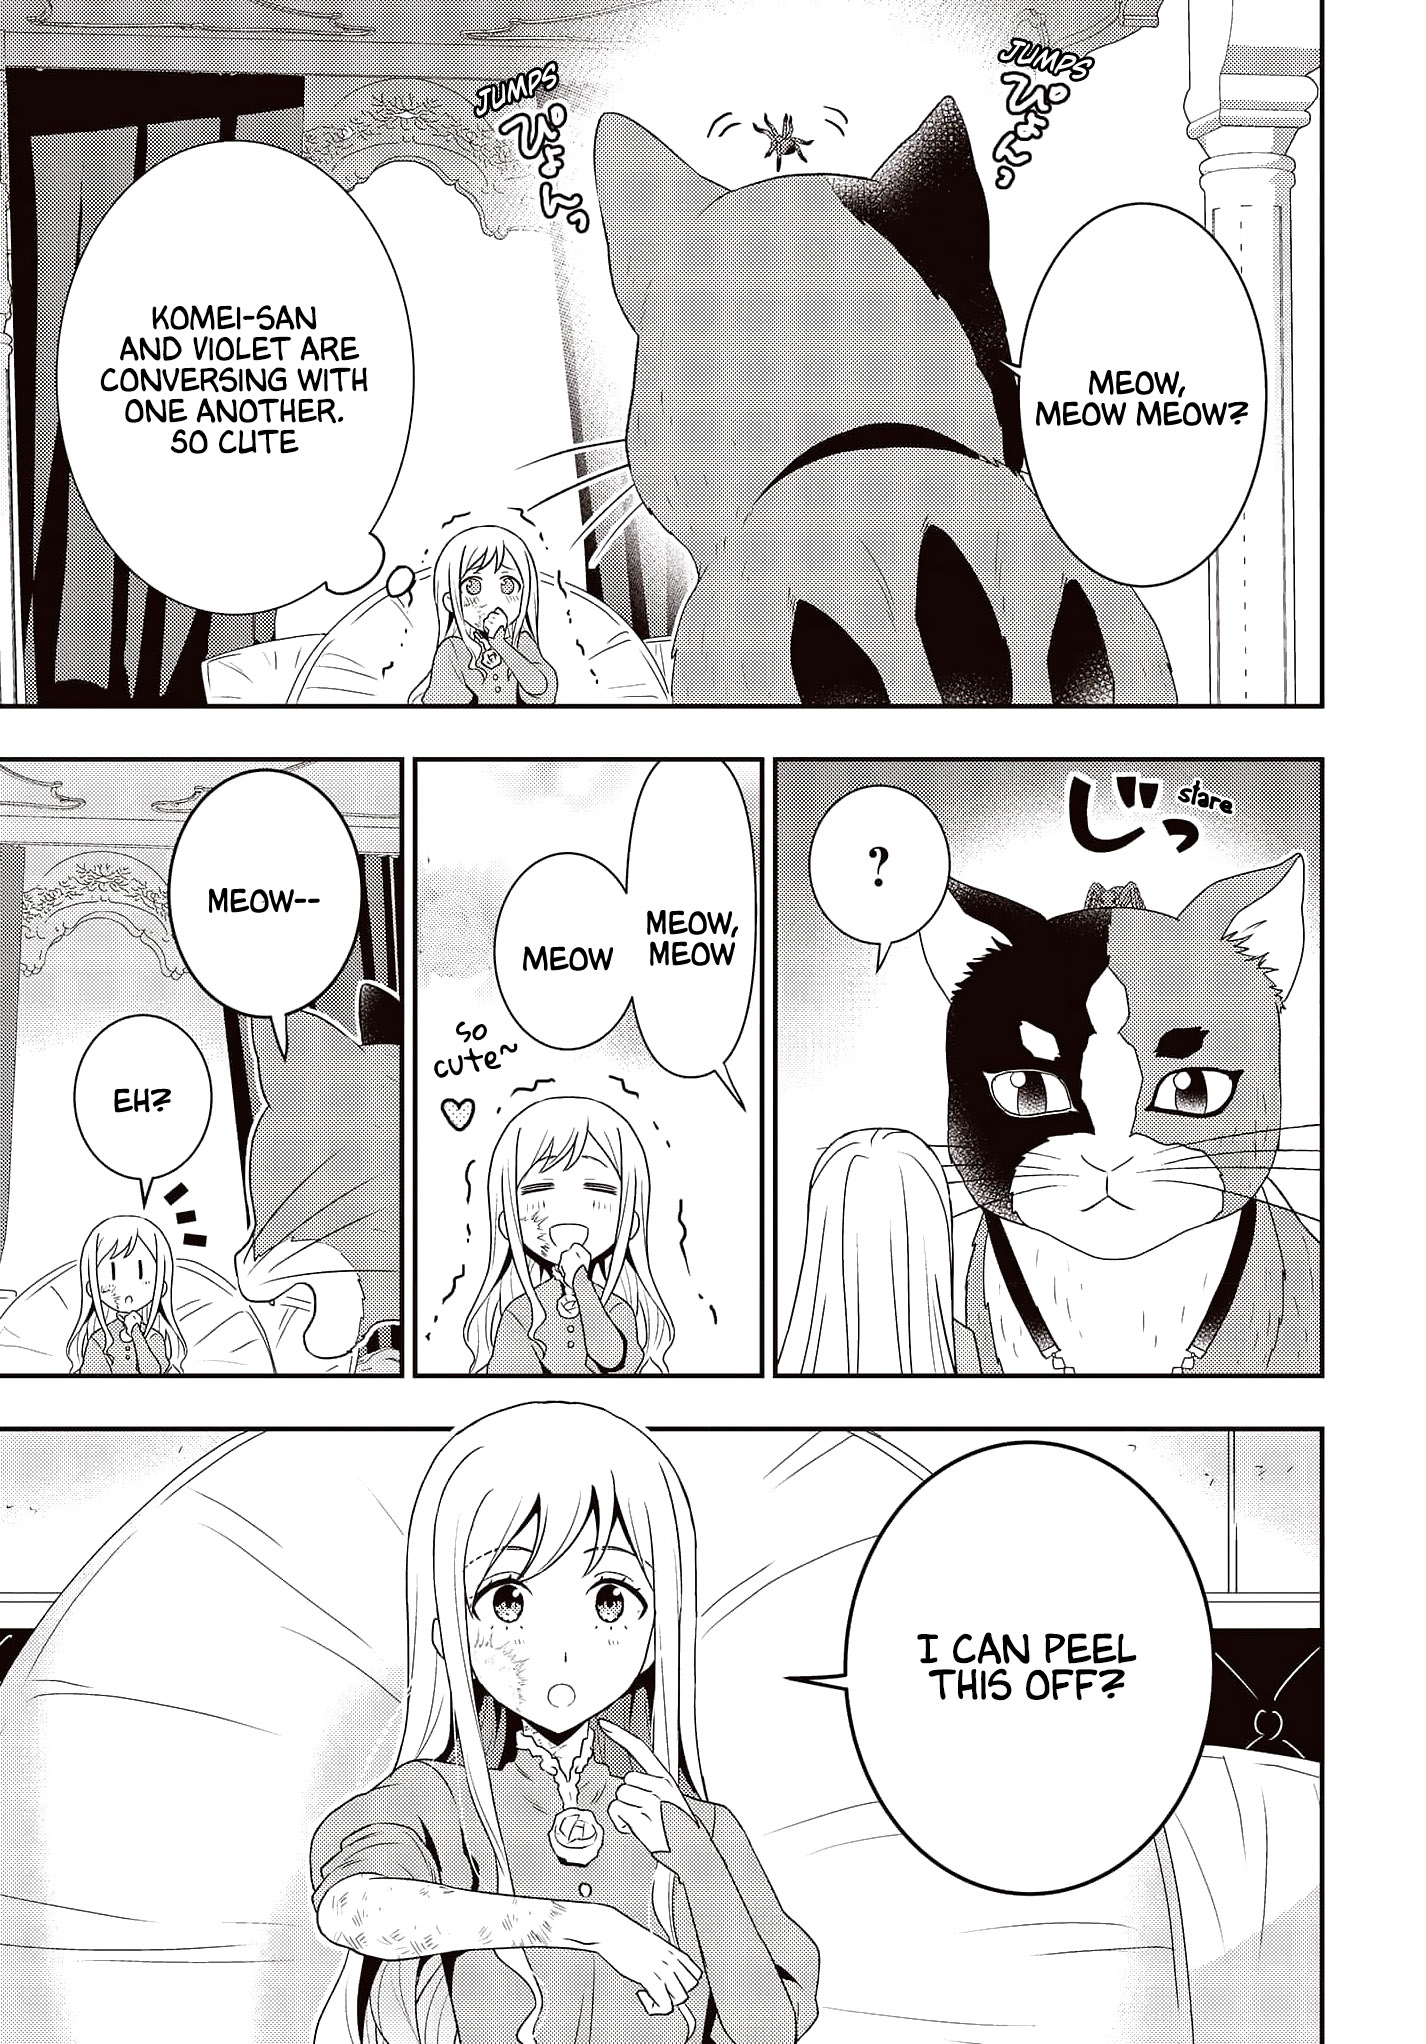 JUMPS
ぴょんっ
MEOW,
MEOW MEOW?
JUMPS
ぴょんっ
KOMEI-SAN
AND VIOLET ARE
CONVERSING WITH
ONE ANOTHER.
SO CUTE
じっ
stare
?
MEOW,
MEOW
MEOW
so
cute~
MEOW--
EH?
I CAN PEEL
THIS OFF?